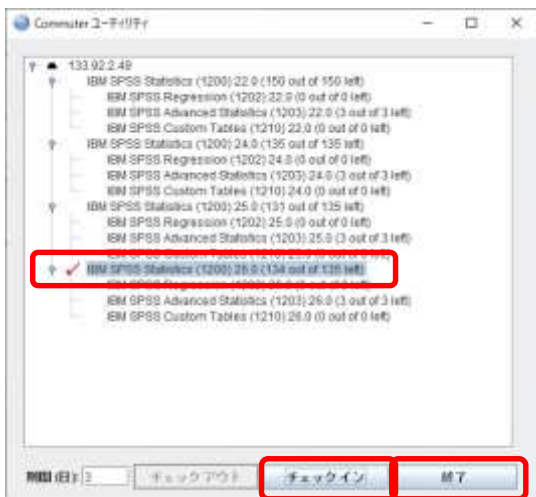 Commuter ユーティリティ
133.92.2.49
IBM SPSS Statistics (1200) 22.0 (150 out of 150 left)
IBM SPSS Regression (1202) 22.0 (0 out of 0 left)
IBM SPSS Advanced Statistics (1203) 22.0 (3 out of 3 left)
IBM SPSS Custom Tables (1210) 22.0 (0 out of 0 left)
IBM SPSS Statistics (1200) 24.0 (135 out of 135 left)
IBM SPSS Regression (1202) 24.0 (0 out of 0 left)
IBM SPSS Advanced Statistics (1203) 24.0 (3 out of 3 left)
IBM SPSS Custom Tables (1210) 24.0 (0 out of 0 left)
IBM SPSS Statistics (1200) 25.0 (131 out of 135 left)
IBM SPSS Regression (1202) 25.0 (0 out of 0 left)
IBM SPSS Advanced Statistics (1203) 25.0 (3 out of 3 left)
IBM SPSS Statistics (1200) 26.0 (134 out of 135 left)
IBM SPSS Advanced Statistics (1203) 26.0 (3 out of 3 left)
IBM SPSS Custom Tables (1210) 26.0 (0 out of 0 left)
期間 (日): 3 チェックアウト チェックイン 終了